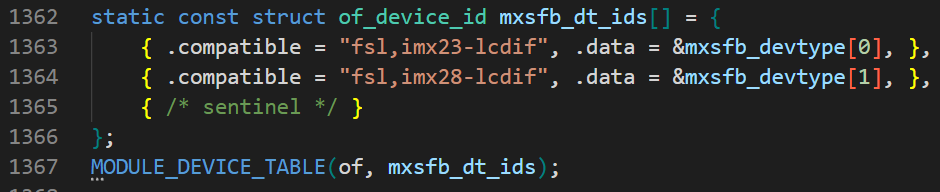 1362 static const struct of_device_id mxsfb_dt_ids[] = {
1363     { .compatible = "fsl,imx23-lcdif", .data = &mxsfb_devtype[0], },
1364     { .compatible = "fsl,imx28-lcdif", .data = &mxsfb_devtype[1], },
1365     { /* sentinel */ }
1366 };
1367 MODULE_DEVICE_TABLE(of, mxsfb_dt_ids);